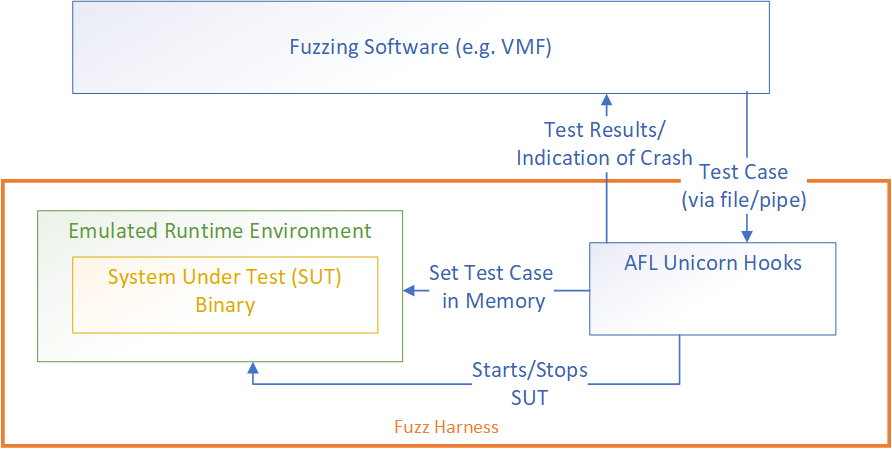 Fuzzing Software (e.g. VMF)
Test Results/
Indication of Crash
Test Case
(via file/pipe)
Emulated Runtime Environment
System Under Test (SUT)
Binary
Set Test Case
in Memory
AFL Unicorn Hooks
Starts/Stops
SUT
Fuzz Harness